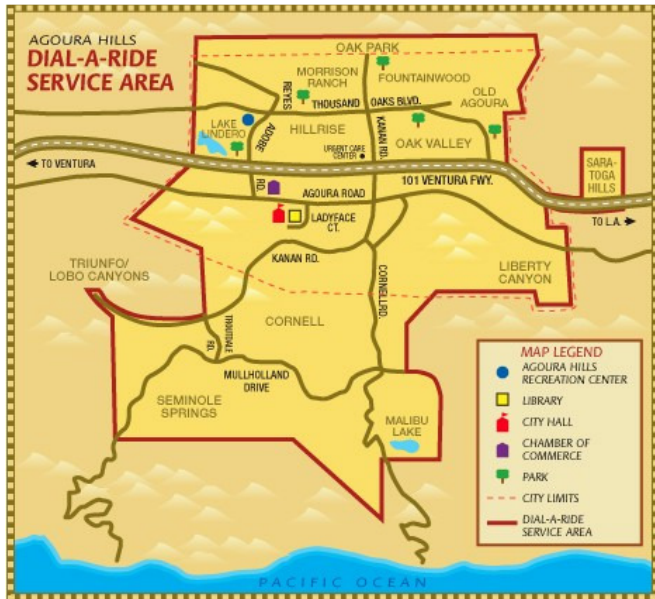 AGOURA HILLS
DIAL-A-RIDE
SERVICE AREA
OAK PARK
MORRISON
RANCH
FOUNTAINWOOD
REYES
THOUSAND OAKS BLVD.
OLD
AGOURA
LAKE
LINDERO
ADOBE
HILLRISE
KANAN RD.
OAK VALLEY
URGENT CARE
CENTER
TO VENTURA
RD.
101 VENTURA FWY.
SARA-
TOGA
HILLS
AGOURA ROAD
TO L.A.
LADYFACE
CT.
KANAN RD.
TRIUNFO/
LOBO CANYONS
LIBERTY
CANYON
CORNELL RD.
CORNELL
TROUTDALE
RD.
MULLHOLLAND
DRIVE
SEMINOLE
SPRINGS
MALIBU
LAKE
MAP LEGEND
AGOURA HILLS
RECREATION CENTER
LIBRARY
CITY HALL
CHAMBER OF
COMMERCE
PARK
CITY LIMITS
DIAL-A-RIDE
SERVICE AREA
PACIFIC OCEAN